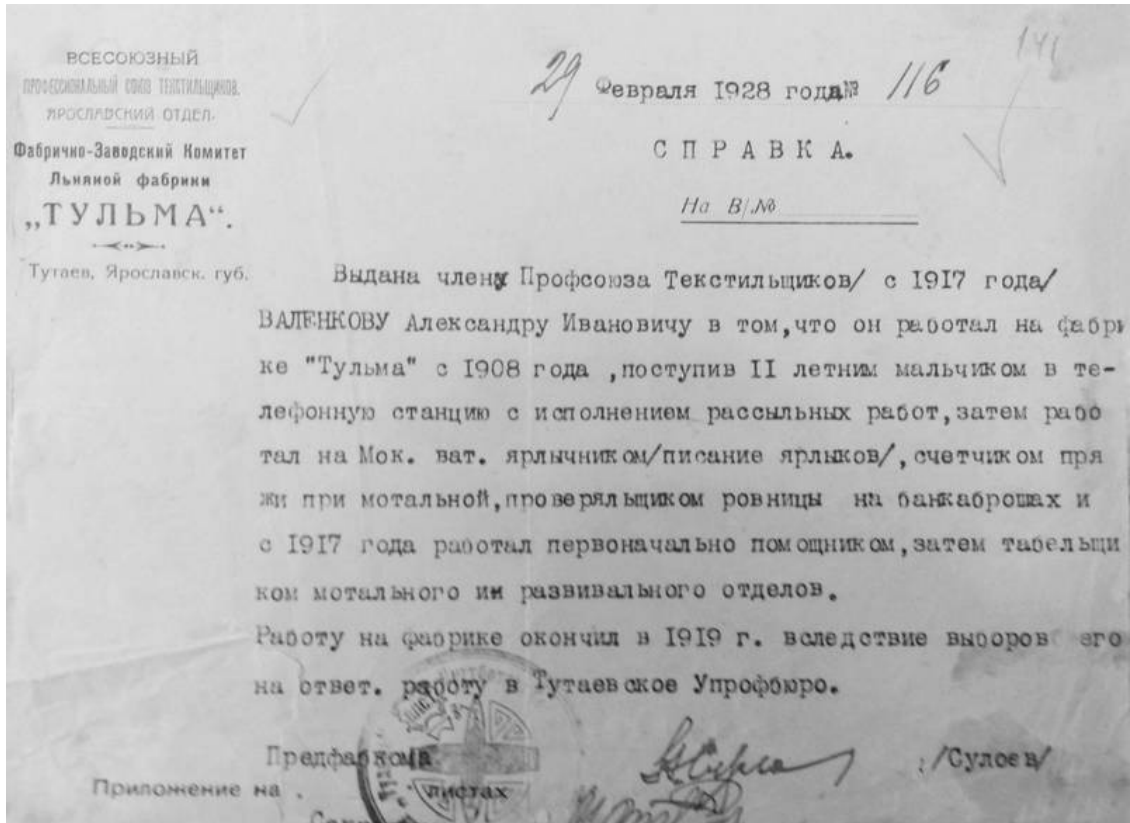 141
ВСЕСОЮЗНЫЙ
ПРОФЕССИОНАЛЬНЫЙ СОЮЗ ТЕКСТИЛЬЩИКОВ.
ЯРОСЛАВСКИЙ ОТДЕЛ.
Фабрично-Заводский Комитет
Льняной фабрики
„ТУЛЬМА“.
Тутаев, Ярославск. губ.
29 Февраля 1928 года № 116
СПРАВКА.
На В/.№
Выдана члену Профсоюза Текстильщиков/ с 1917 года/
ВАЛЕНКОВУ Александру Ивановичу в том,что он работал на фабри
ке "Тульма" с 1908 года ,поступив II летним мальчиком в те-
лефонную станцию с исполнением рассыльных работ,затем рабо
тал на Мок. ват. ярлычником/писание ярлыков/,счетчиком пря
жи при мотальной,проверяльщиком ровницы на банкаброшах и
с 1917 года работал первоначально помощником,затем табельщи
ком мотального и развивального отделов.
Работу на фабрике окончил в 1919 г. вследствие выборов его
на ответ. работу в Тутаевское Упрофбюро.
Предфабкома /Сулоев/
Приложение на . листах